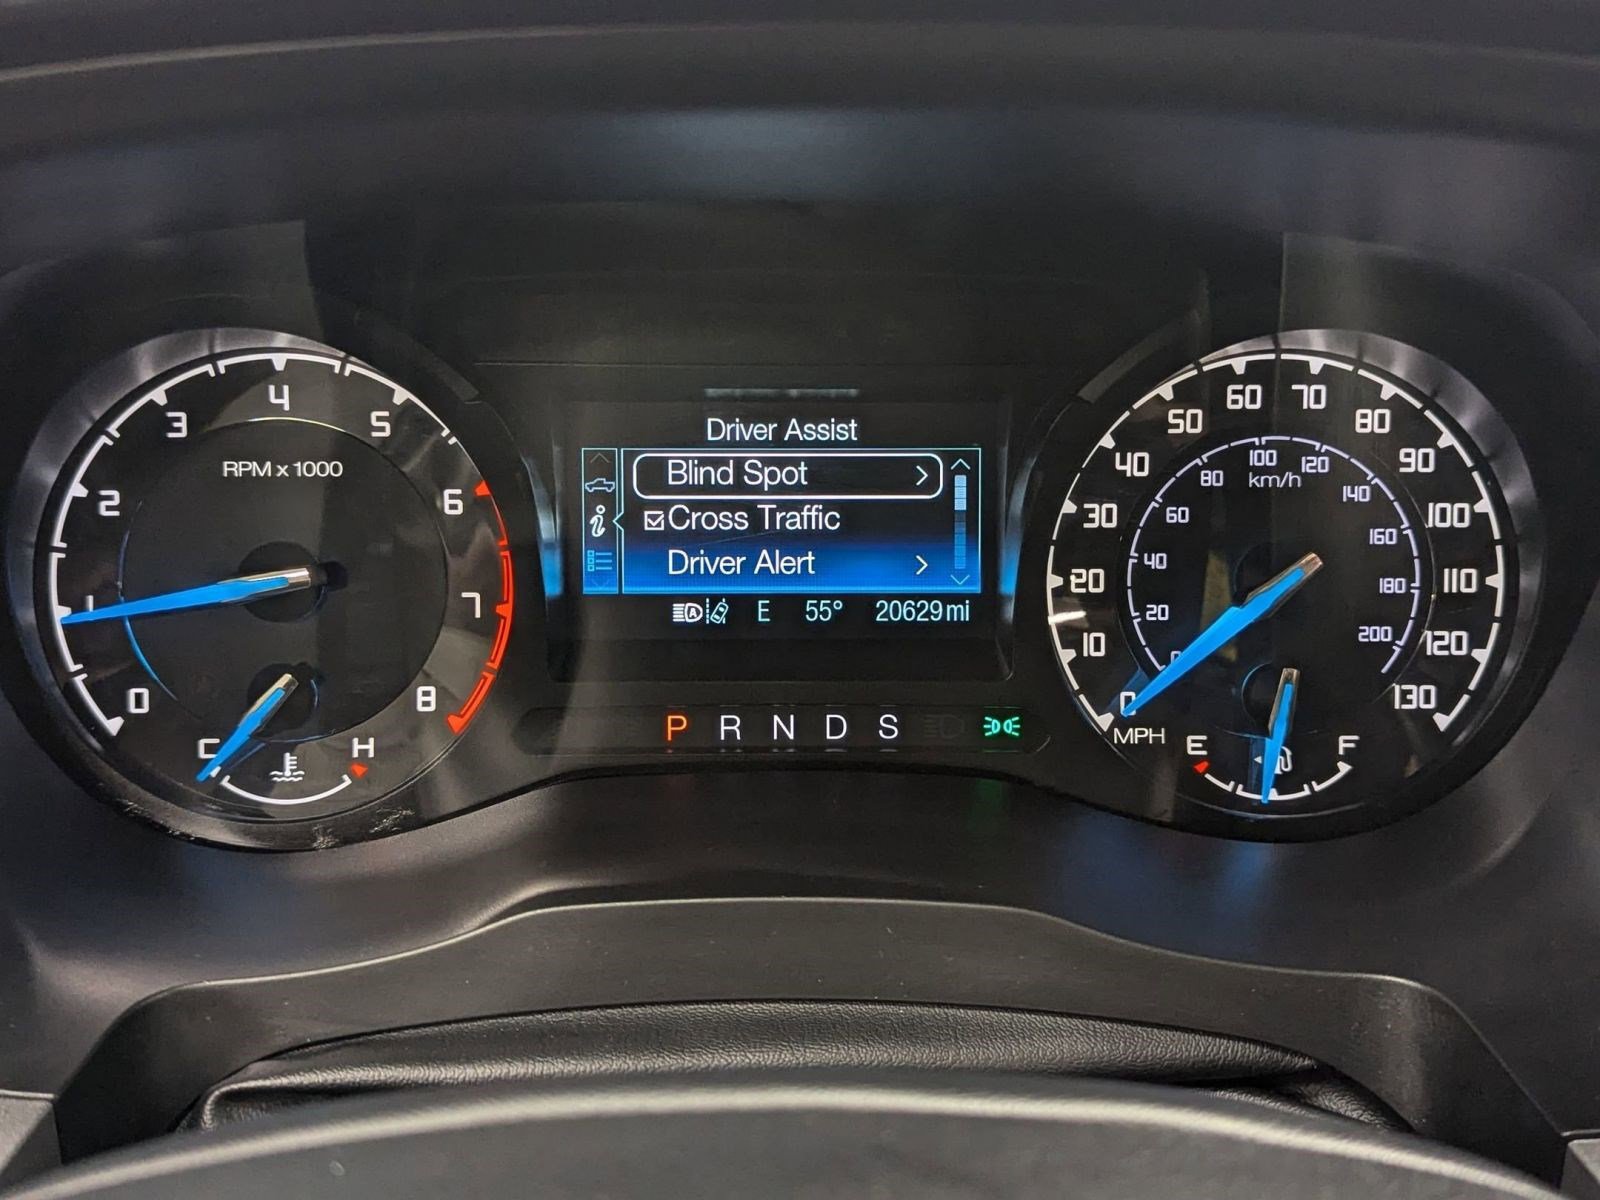 0
1
2
3
4
5
6
7
8
RPM x 1000
C
H
Driver Assist
Blind Spot
Cross Traffic
Driver Alert
i
A
E 55° 20629 mi
P R N D S
0
10
20
30
40
50
60
70
80
90
100
110
120
130
MPH
0
20
40
60
80
100
120
140
160
180
200
km/h
E
F